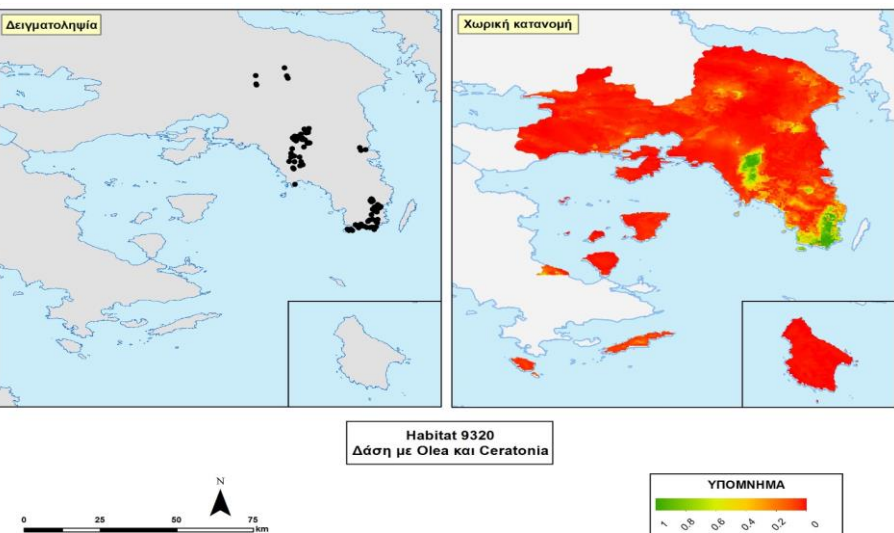 Δειγματοληψία
Χωρική κατανομή
Habitat 9320
Δάση με Olea και Ceratonia
N
0 25 50 75
km
ΥΠΟΜΝΗΜΑ
1 0.8 0.6 0.4 0.2 0